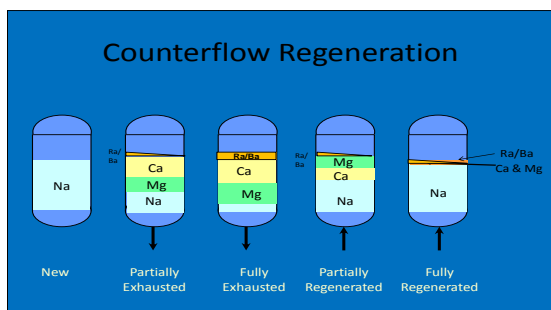 Counterflow Regeneration
Na
Ra/
Ba
Ca
Mg
Na
Ra/Ba
Ca
Mg
Ra/
Ba
Mg
Ca
Na
Ra/Ba
Ca & Mg
Na
New
Partially
Exhausted
Fully
Exhausted
Partially
Regenerated
Fully
Regenerated